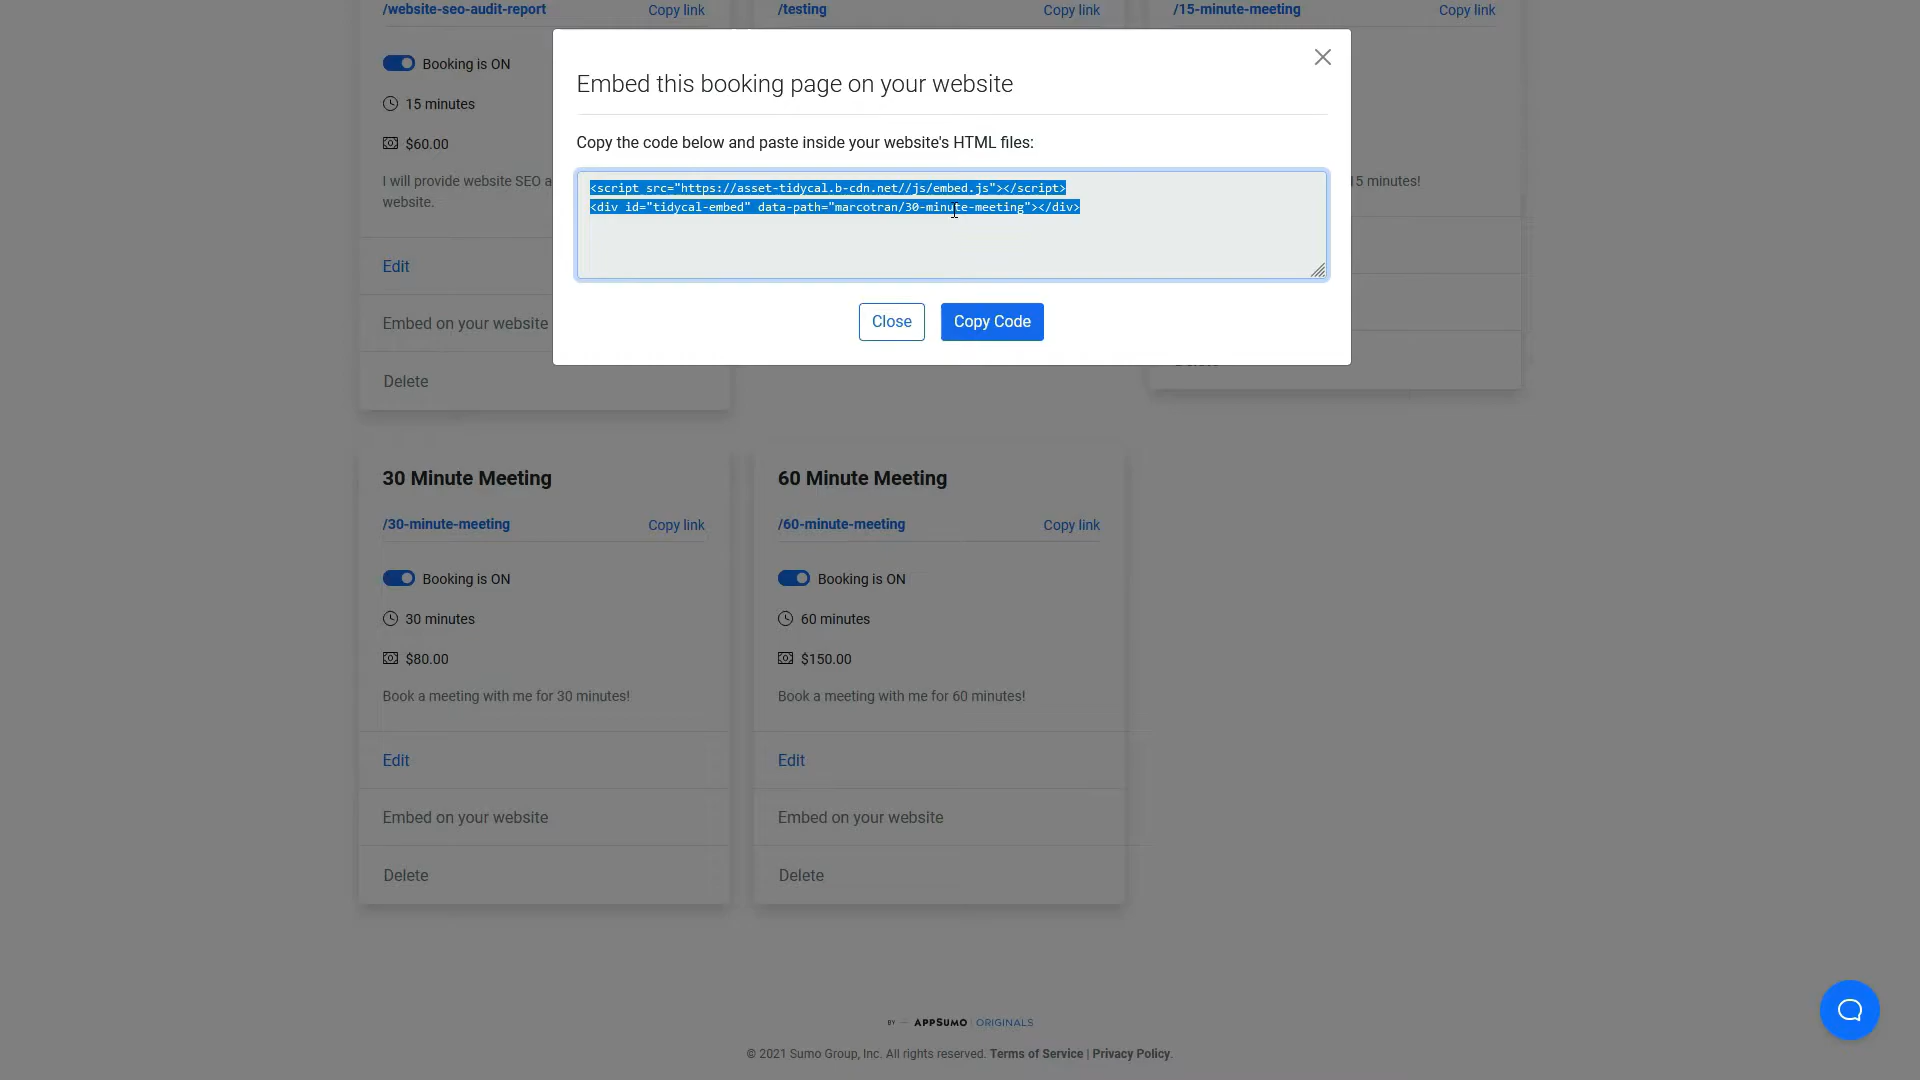 /website-seo-audit-report Copy link
/testing Copy link
/15-minute-meeting Copy link
Embed this booking page on your website
Copy the code below and paste inside your website's HTML files:
<script src="https://asset-tidycal.b-cdn.net//js/embed.js"></script>
<div id="tidycal-embed" data-path="marcotran/30-minute-meeting"></div>
Close Copy Code
Booking is ON
15 minutes
$60.00
I will provide website SEO a
website.
Edit
Embed on your website
Delete
15 minutes!
30 Minute Meeting
/30-minute-meeting Copy link
Booking is ON
30 minutes
$80.00
Book a meeting with me for 30 minutes!
Edit
Embed on your website
Delete
60 Minute Meeting
/60-minute-meeting Copy link
Booking is ON
60 minutes
$150.00
Book a meeting with me for 60 minutes!
Edit
Embed on your website
Delete
BY — APPSUMO | ORIGINALS
© 2021 Sumo Group, Inc. All rights reserved. Terms of Service | Privacy Policy.